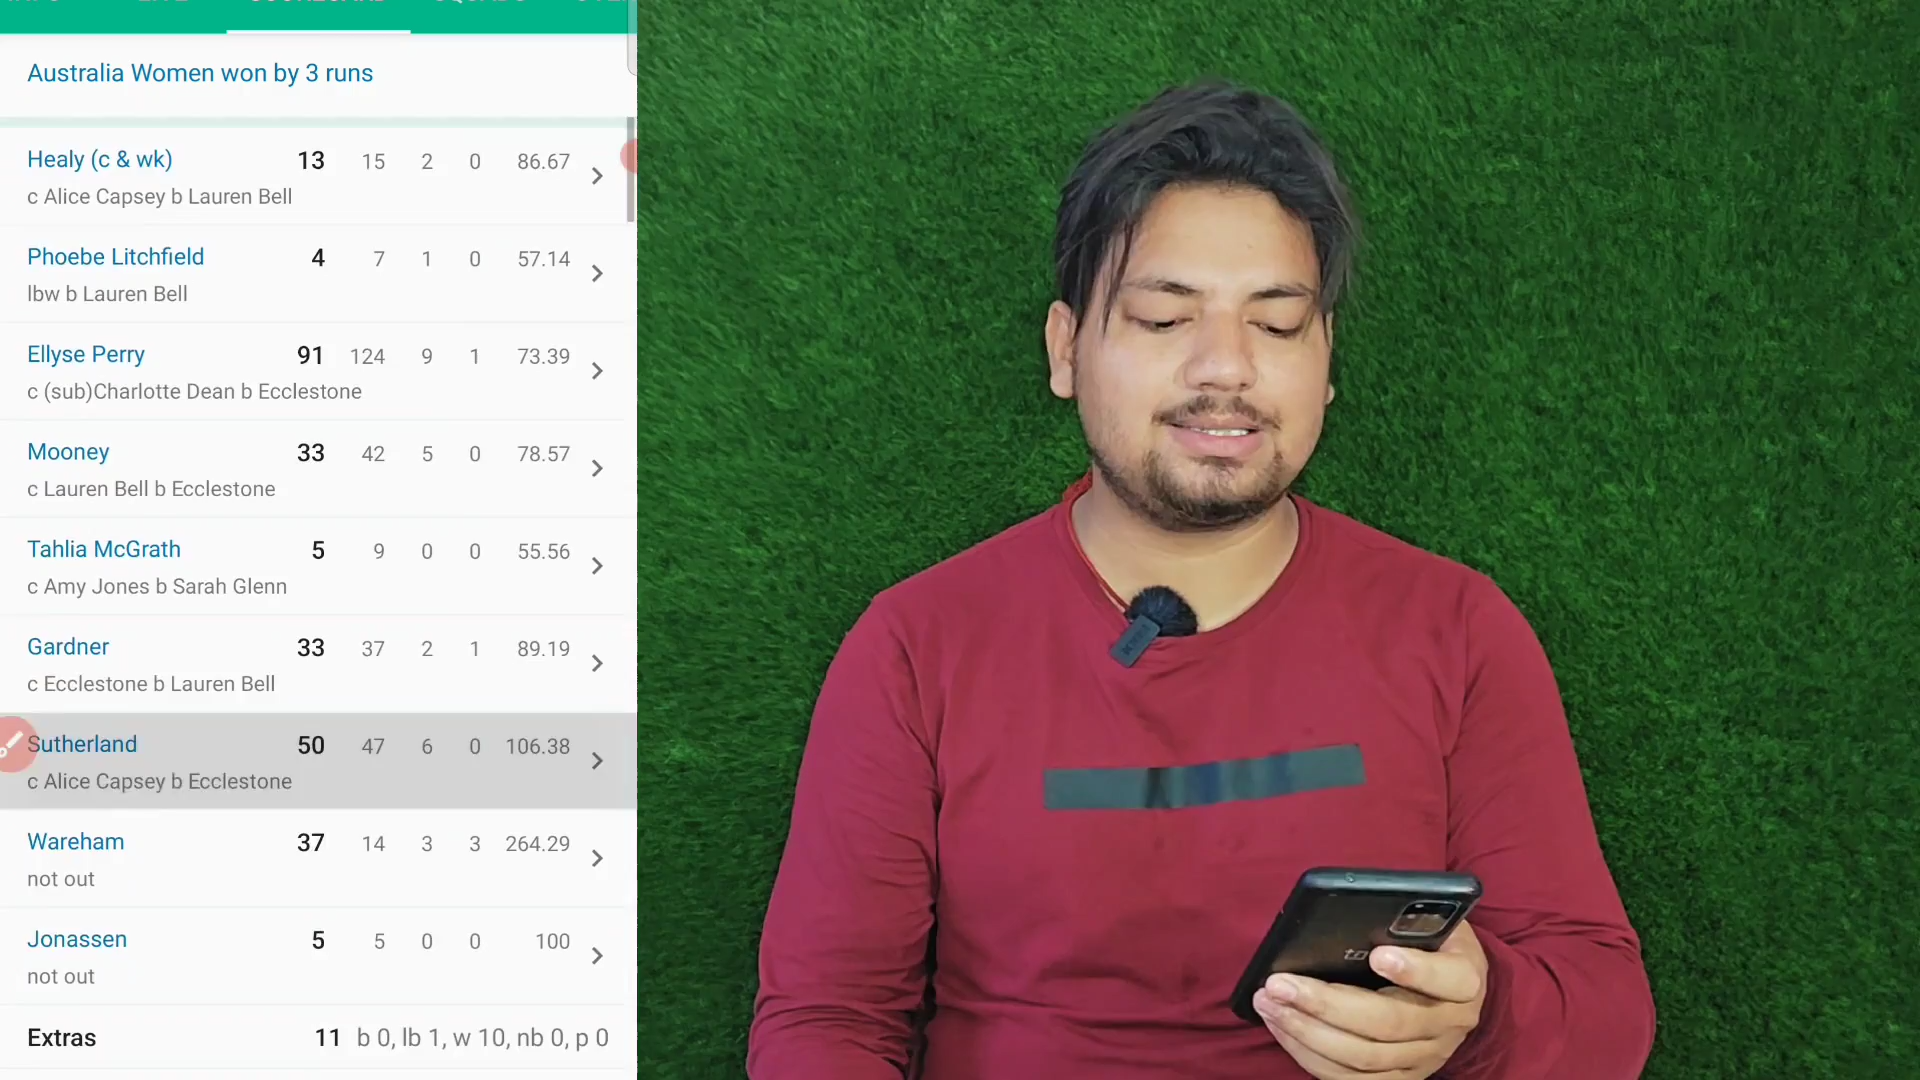 Australia Women won by 3 runs
Healy (c & wk) 13 15 2 0 86.67
c Alice Capsey b Lauren Bell
Phoebe Litchfield 4 7 1 0 57.14
lbw b Lauren Bell
Ellyse Perry 91 124 9 1 73.39
c (sub)Charlotte Dean b Ecclestone
Mooney 33 42 5 0 78.57
c Lauren Bell b Ecclestone
Tahlia McGrath 5 9 0 0 55.56
c Amy Jones b Sarah Glenn
Gardner 33 37 2 1 89.19
c Ecclestone b Lauren Bell
Sutherland 50 47 6 0 106.38
c Alice Capsey b Ecclestone
Wareham 37 14 3 3 264.29
not out
Jonassen 5 5 0 0 100
not out
Extras 11 b 0, lb 1, w 10, nb 0, p 0